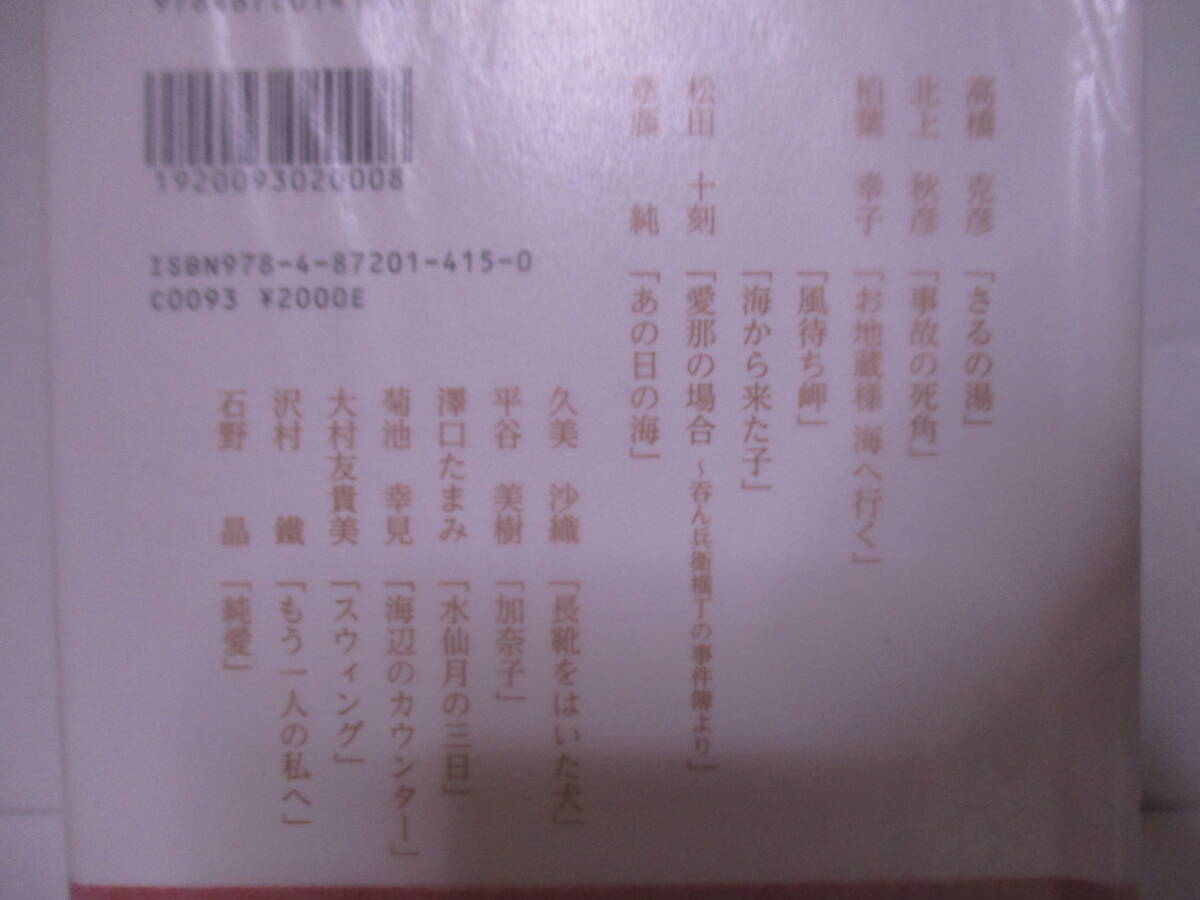 1920093020008
ISBN978-4-87201-415-0
C0093 ¥2000E
高橋 克彦 「さるの湯」
北上 秋彦 「事故の死角」
柏葉 幸子 「お地蔵様 海へ行く」
「風待ち岬」
「海から来た子」
松田 十刻 「愛那の場合 ～呑ん兵衛横丁の事件簿より」
斎藤 純 「あの日の海」
久美 沙織 「長靴をはいた犬」
平谷 美樹 「加奈子」
澤口たまみ 「水仙月の三日」
菊池 幸見 「海辺のカウンター」
大村友貴美 「スウィング」
沢村 鐵 「もう一人の私へ」
石野 晶 「純愛」